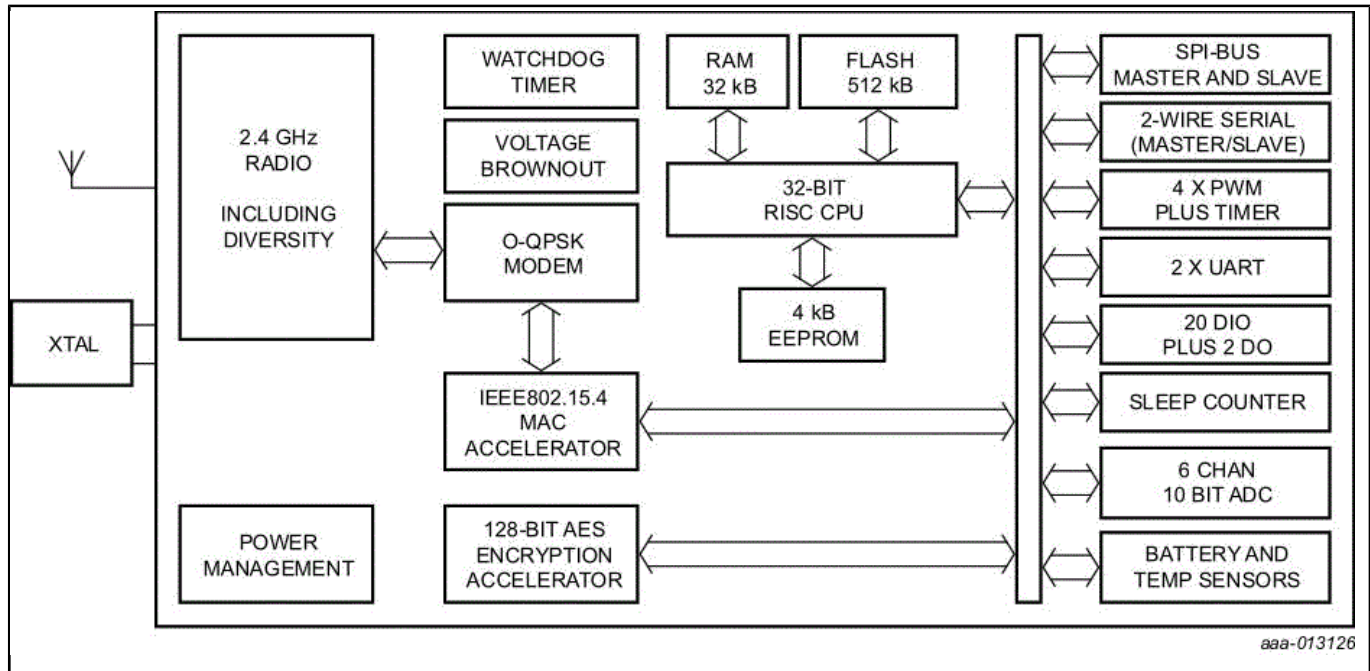 2.4 GHz
RADIO
INCLUDING
DIVERSITY
XTAL
POWER
MANAGEMENT
WATCHDOG
TIMER
VOLTAGE
BROWNOUT
O-QPSK
MODEM
IEEE802.15.4
MAC
ACCELERATOR
128-BIT AES
ENCRYPTION
ACCELERATOR
RAM
32 kB
FLASH
512 kB
32-BIT
RISC CPU
4 kB
EEPROM
SPI-BUS
MASTER AND SLAVE
2-WIRE SERIAL
(MASTER/SLAVE)
4 X PWM
PLUS TIMER
2 X UART
20 DIO
PLUS 2 DO
SLEEP COUNTER
6 CHAN
10 BIT ADC
BATTERY AND
TEMP SENSORS
aaa-013126